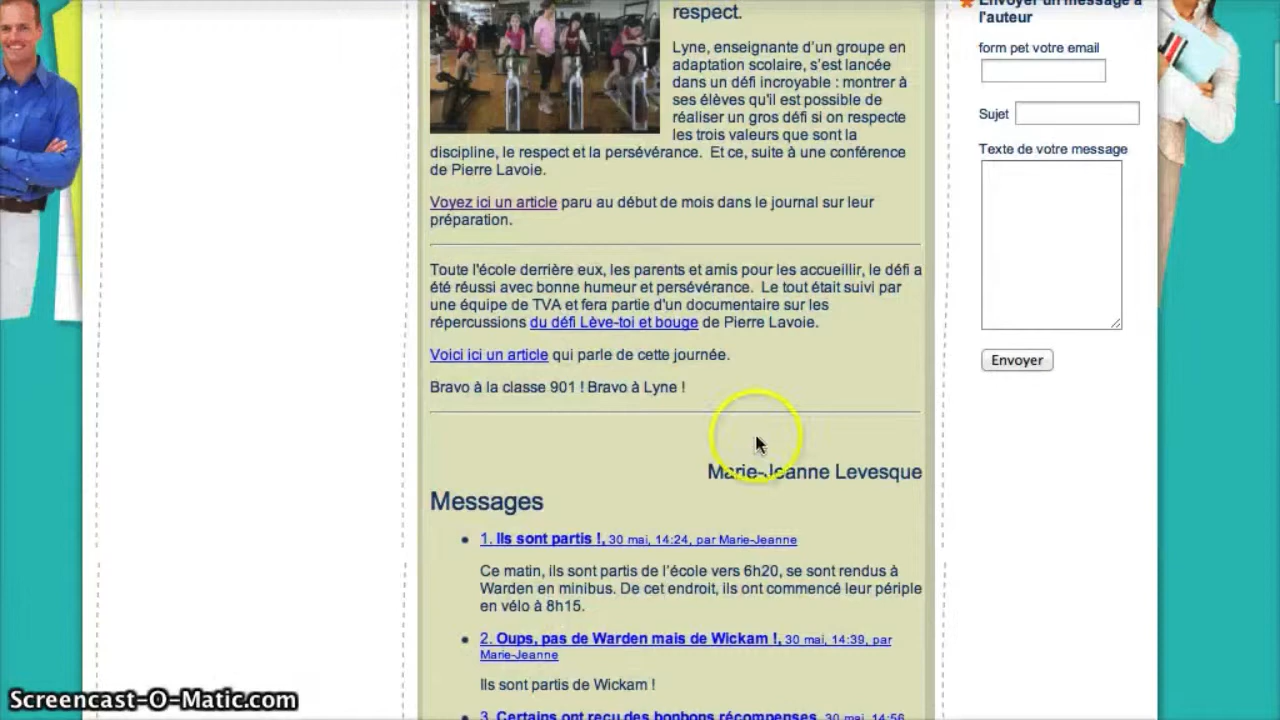 respect.
Lyne, enseignante d'un groupe en
adaptation scolaire, s'est lancée
dans un défi incroyable : montrer à
ses élèves qu'il est possible de
réaliser un gros défi si on respecte
les trois valeurs que sont la
discipline, le respect et la persévérance. Et ce, suite à une conférence
de Pierre Lavoie.
Voyez ici un article paru au début de mois dans le journal sur leur
préparation.
Toute l'école derrière eux, les parents et amis pour les accueillir, le défi a
été réussi avec bonne humeur et persévérance. Le tout était suivi par
une équipe de TVA et fera partie d'un documentaire sur les
répercussions du défi Lève-toi et bouge de Pierre Lavoie.
Voici ici un article qui parle de cette journée.
Bravo à la classe 901 ! Bravo à Lyne !
Marie-Jeanne Levesque
Messages
1. Ils sont partis !, 30 mai, 14:24, par Marie-Jeanne
Ce matin, ils sont partis de l'école vers 6h20, se sont rendus à
Warden en minibus. De cet endroit, ils ont commencé leur périple
en vélo à 8h15.
2. Oups, pas de Warden mais de Wickam !, 30 mai, 14:39, par
Marie-Jeanne
Ils sont partis de Wickam !
3. Certains ont reçu des bonbons récompenses, 30 mai, 14:56
Envoyer un message à
l'auteur
form pet votre email
Sujet
Texte de votre message
Envoyer
Screencast-O-Matic.com